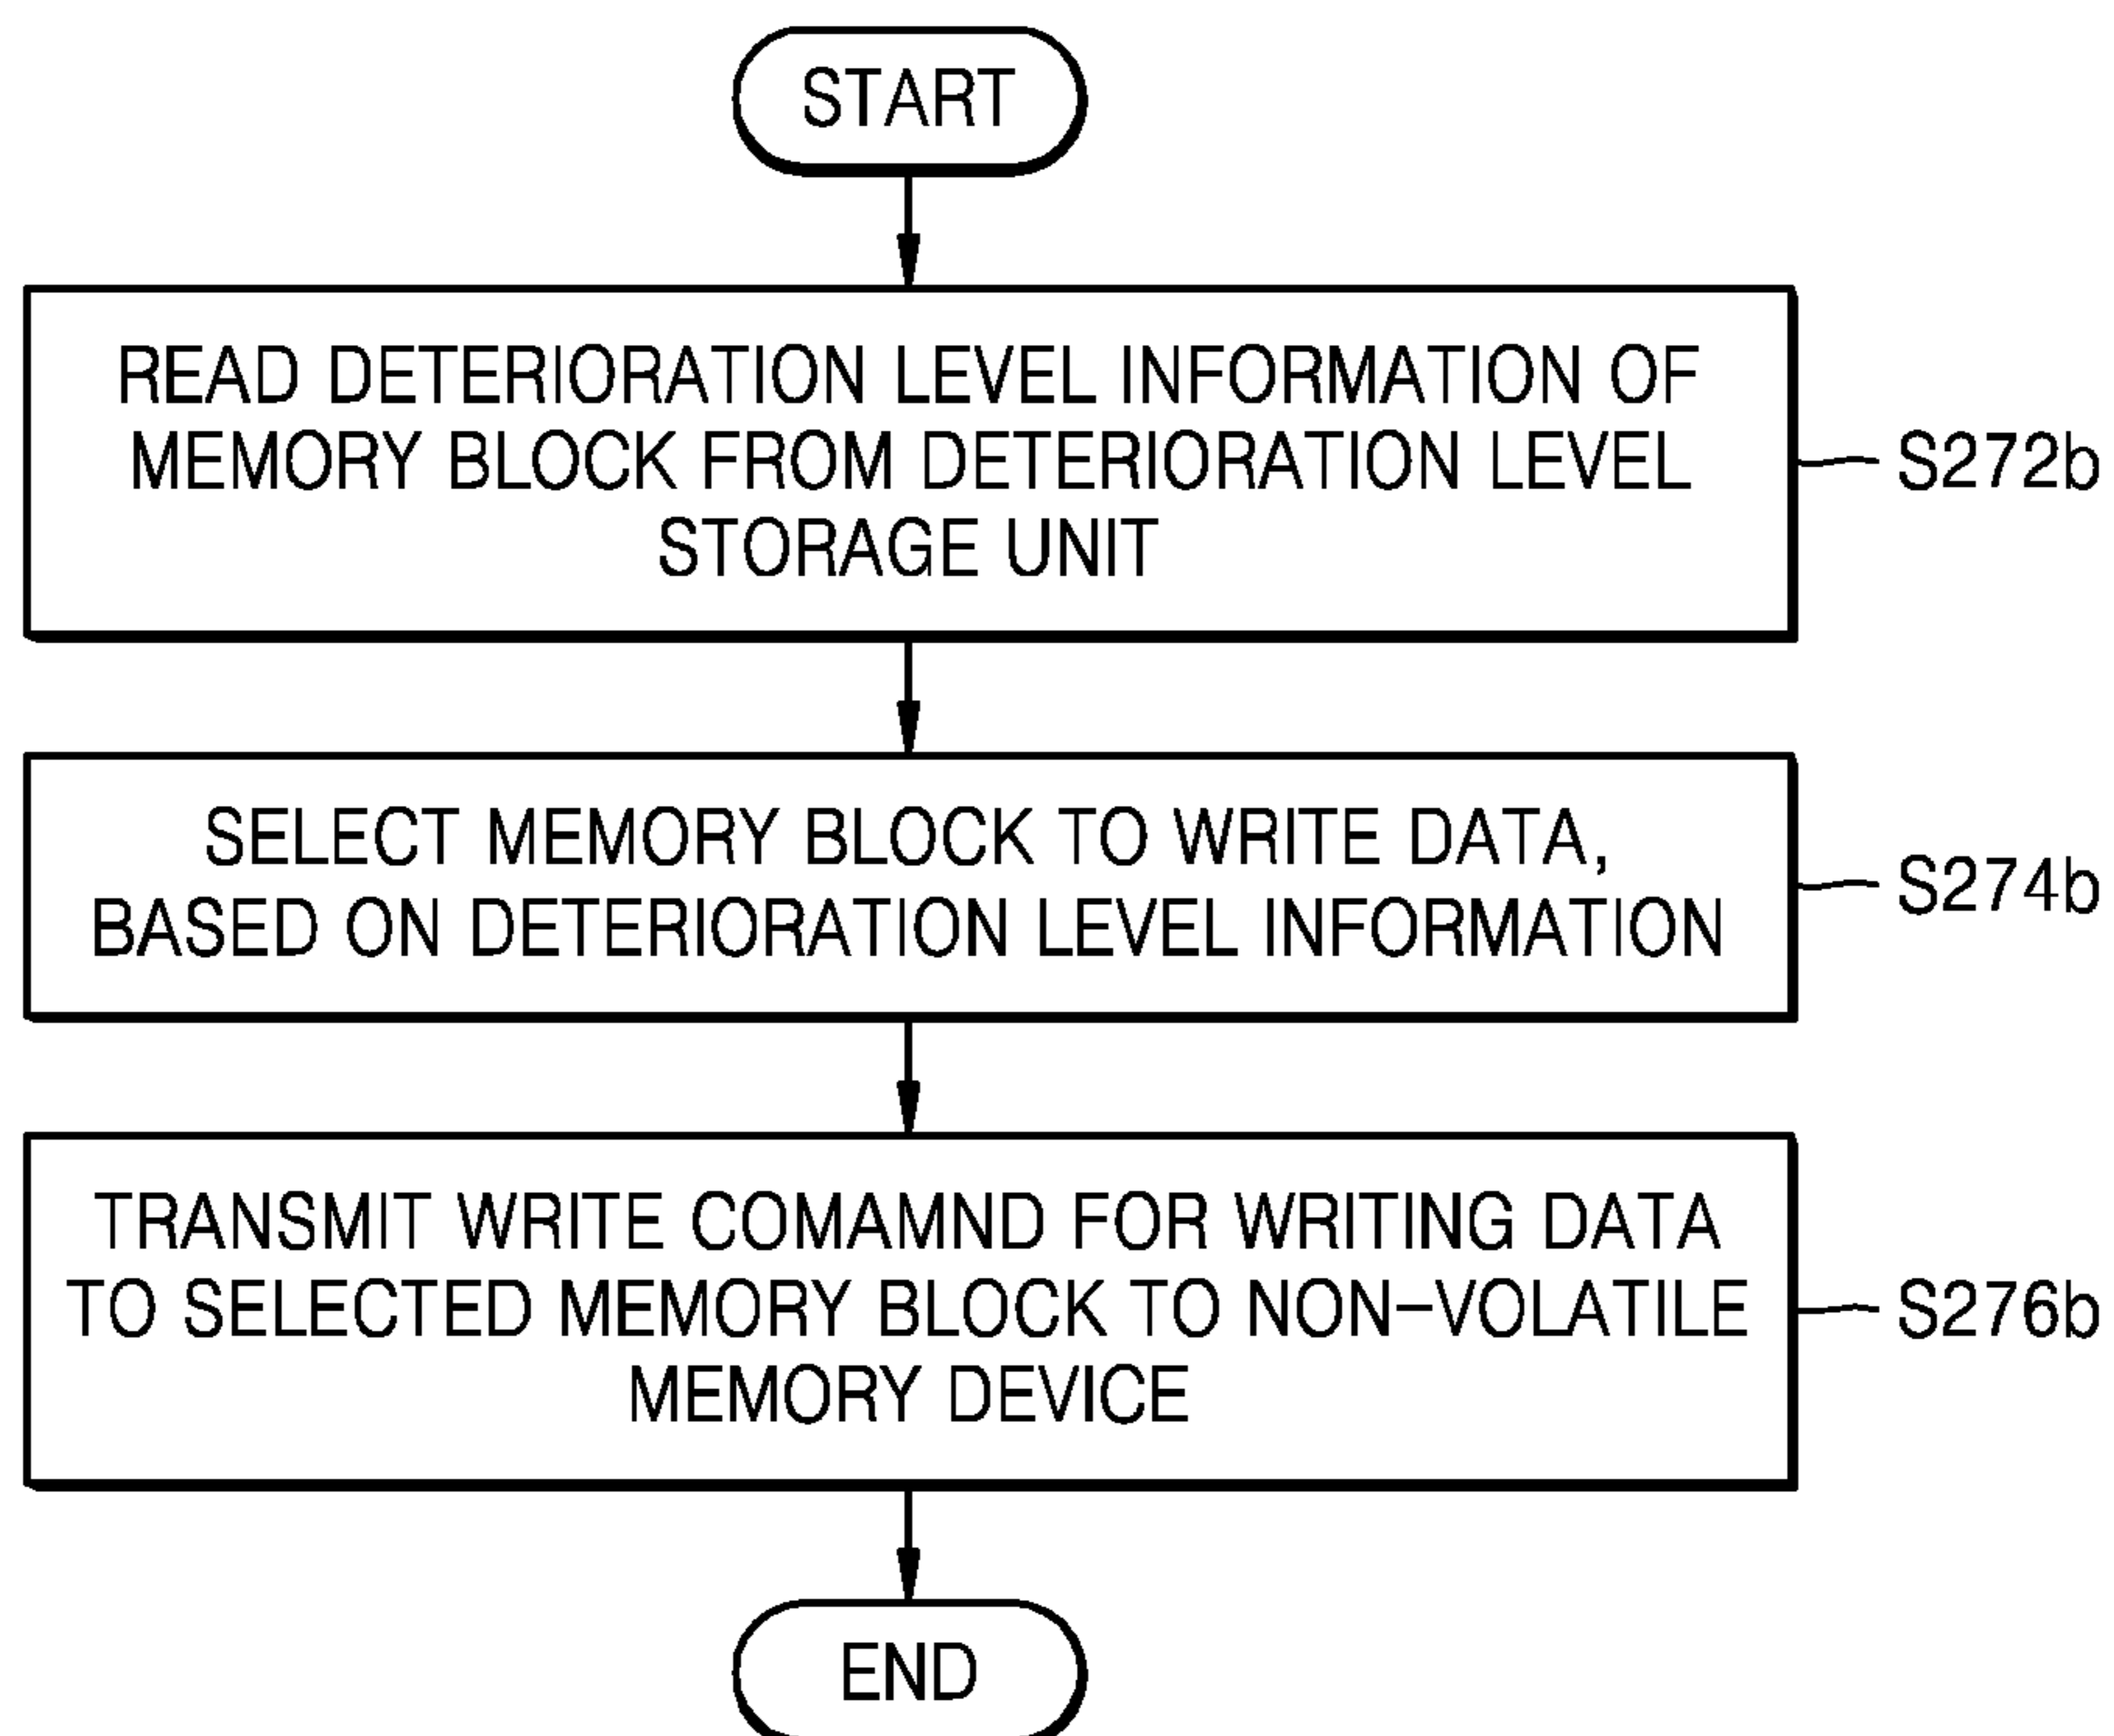 START
READ DETERIORATION LEVEL INFORMATION OF
MEMORY BLOCK FROM DETERIORATION LEVEL
STORAGE UNIT
S272b
SELECT MEMORY BLOCK TO WRITE DATA,
BASED ON DETERIORATION LEVEL INFORMATION
S274b
TRANSMIT WRITE COMAMND FOR WRITING DATA
TO SELECTED MEMORY BLOCK TO NON-VOLATILE
MEMORY DEVICE
S276b
END